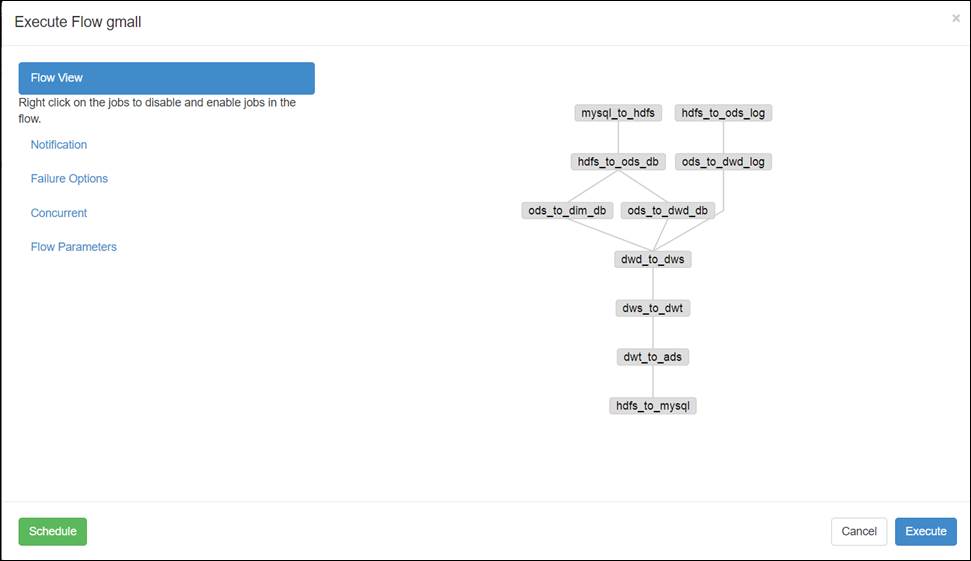 Execute Flow gmall
×
Flow View
Right click on the jobs to disable and enable jobs in the
flow.
Notification
Failure Options
Concurrent
Flow Parameters
mysql_to_hdfs
hdfs_to_ods_log
hdfs_to_ods_db
ods_to_dwd_log
ods_to_dim_db
ods_to_dwd_db
dwd_to_dws
dws_to_dwt
dwt_to_ads
hdfs_to_mysql
Schedule
Cancel
Execute